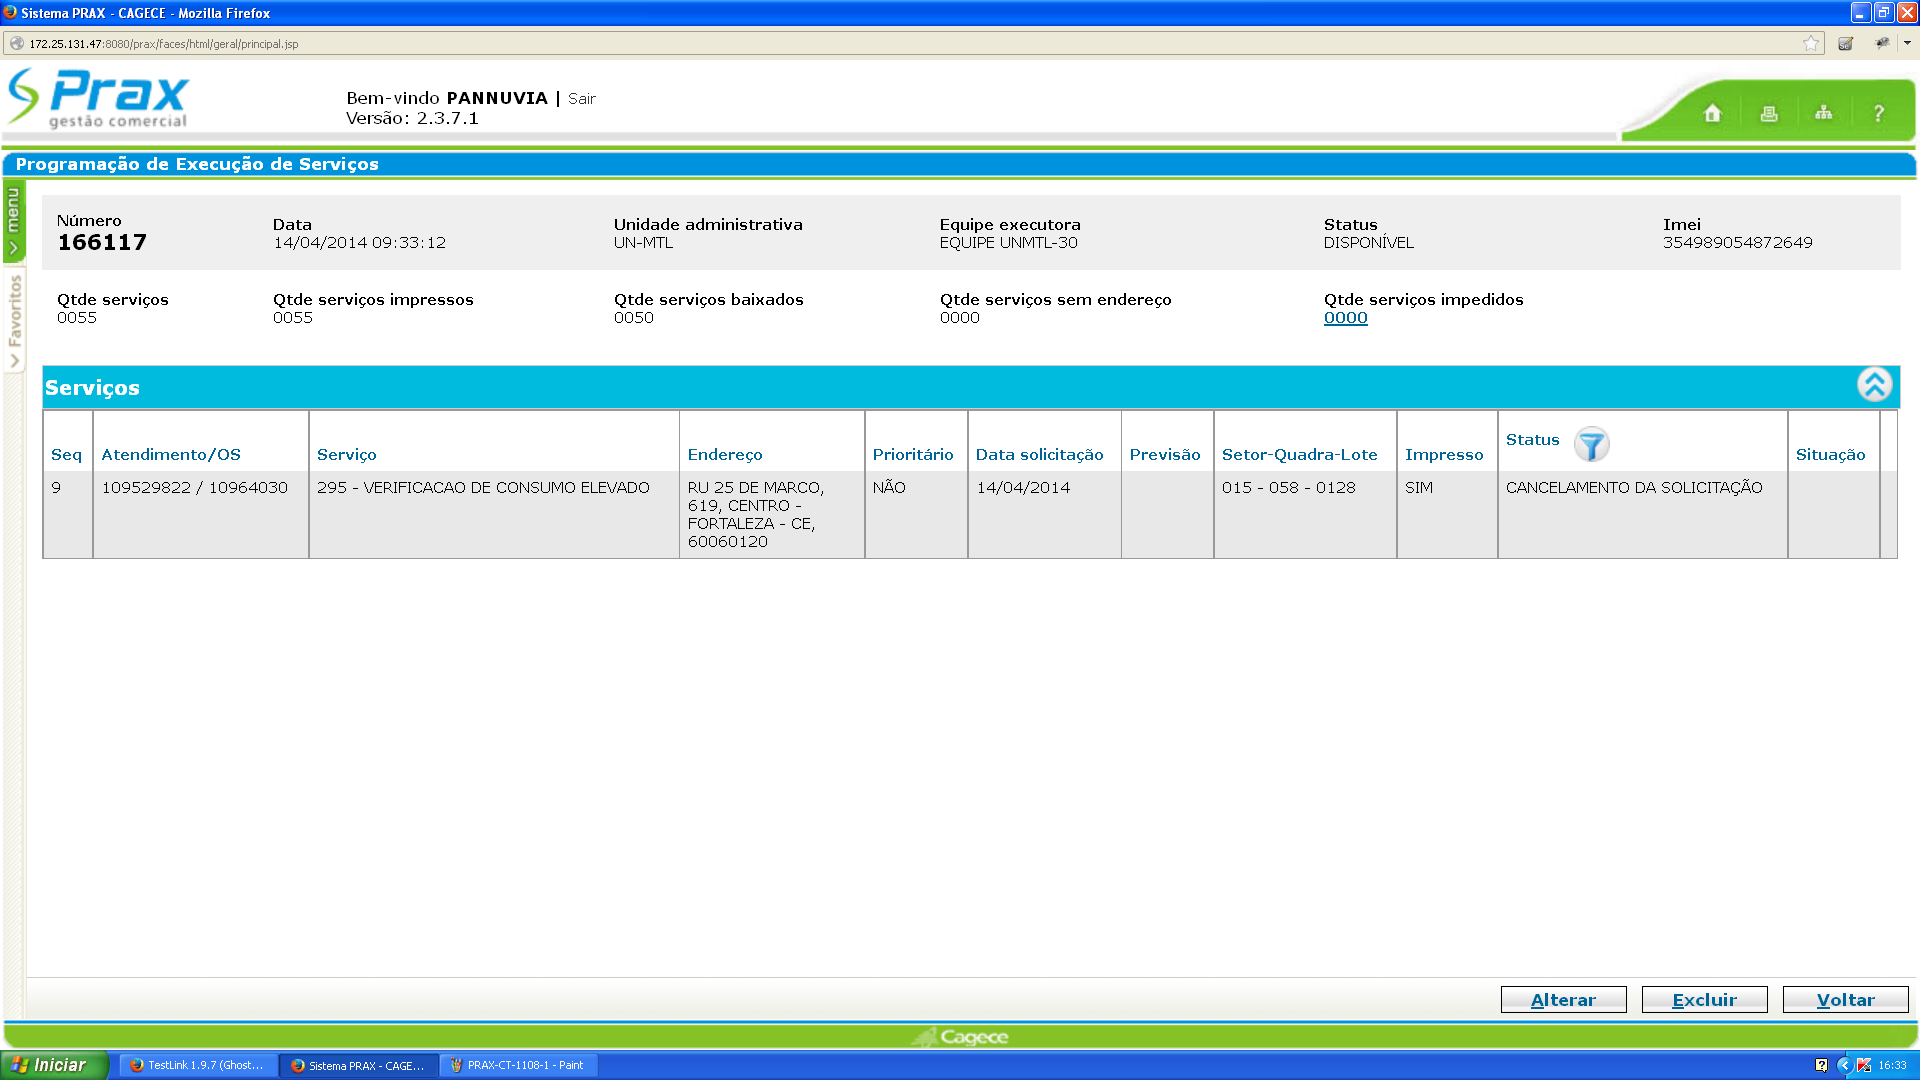 Sistema PRAX - CAGECE - Mozilla Firefox
172.25.131.47:8080/prax/faces/html/geral/principal.jsp
Prax
gestão comercial
Bem-vindo PANNUVIA | Sair
Versão: 2.3.7.1
?
Programação de Execução de Serviços
menu
Favoritos
Número
166117
Data
14/04/2014 09:33:12
Unidade administrativa
UN-MTL
Equipe executora
EQUIPE UNMTL-30
Status
DISPONÍVEL
Imei
354989054872649
Qtde serviços
0055
Qtde serviços impressos
0055
Qtde serviços baixados
0050
Qtde serviços sem endereço
0000
Qtde serviços impedidos
0000
Serviços
Seq Atendimento/OS Serviço Endereço Prioritário Data solicitação Previsão Setor-Quadra-Lote Impresso Status Situação
9 109529822 / 10964030 295 - VERIFICACAO DE CONSUMO ELEVADO RU 25 DE MARCO, NÃO 14/04/2014 015 - 058 - 0128 SIM CANCELAMENTO DA SOLICITAÇÃO
619, CENTRO -
FORTALEZA - CE,
60060120
Alterar Excluir Voltar
Cagece
Iniciar TestLink 1.9.7 (Ghost... Sistema PRAX - CAGE... PRAX-CT-1108-1 - Paint 16:33